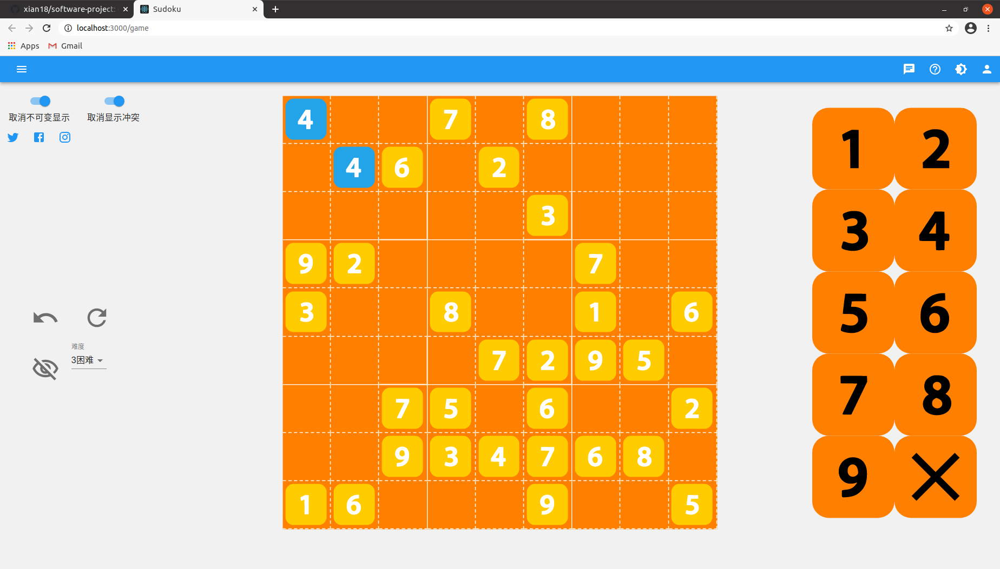 xian18/software-project:
Sudoku
localhost:3000/game
Apps
Gmail
取消不可变显示
取消显示冲突
4 7 8
4 6 2
3
9 2 7
3 8 1 6
7 2 9 5
7 5 6 2
9 3 4 7 6 8
1 6 9 5
难度
3困难
1 2
3 4
5 6
7 8
9